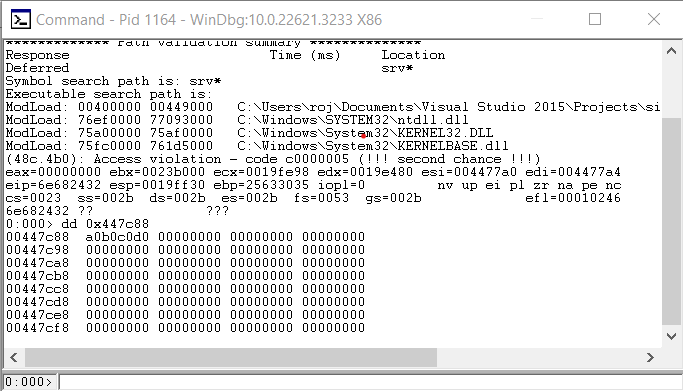 Command - Pid 1164 - WinDbg:10.0.22621.3233 X86
************* Path validation summary **************
Response                         Time (ms)     Location
Deferred                                       srv*
Symbol search path is: srv*
Executable search path is:
ModLoad: 00400000 00449000   C:\Users\roj\Documents\Visual Studio 2015\Projects\si
ModLoad: 76ef0000 77093000   C:\Windows\SYSTEM32\ntdll.dll
ModLoad: 75a00000 75af0000   C:\Windows\System32\KERNEL32.DLL
ModLoad: 75fc0000 761d5000   C:\Windows\System32\KERNELBASE.dll
(48c.4b0): Access violation - code c0000005 (!!! second chance !!!)
eax=00000000 ebx=0023b000 ecx=0019fe98 edx=0019e480 esi=004477a0 edi=004477a4
eip=6e682432 esp=0019ff30 ebp=25633035 iopl=0         nv up ei pl zr na pe nc
cs=0023  ss=002b  ds=002b  es=002b  fs=0053  gs=002b             efl=00010246
6e682432 ??              ???
0:000> dd 0x447c88
00447c88  a0b0c0d0 00000000 00000000 00000000
00447c98  00000000 00000000 00000000 00000000
00447ca8  00000000 00000000 00000000 00000000
00447cb8  00000000 00000000 00000000 00000000
00447cc8  00000000 00000000 00000000 00000000
00447cd8  00000000 00000000 00000000 00000000
00447ce8  00000000 00000000 00000000 00000000
00447cf8  00000000 00000000 00000000 00000000
0:000>